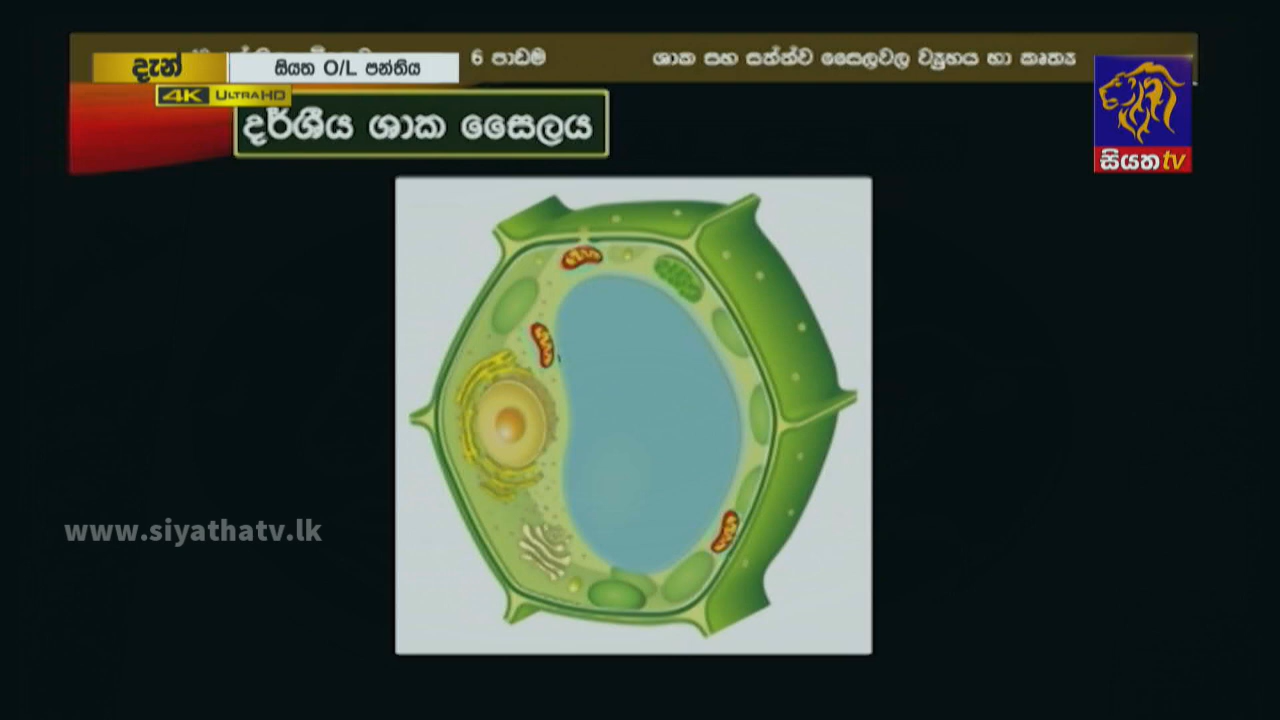 6 පාඩම ශාක සහ සත්ත්ව සෛලවල ව්‍යුහය හා කෘත්‍ය
දැන් සියත O/L පන්තිය
4K ULTRA HD
දර්ශීය ශාක සෛලය
සියත tv
www.siyathatv.lk